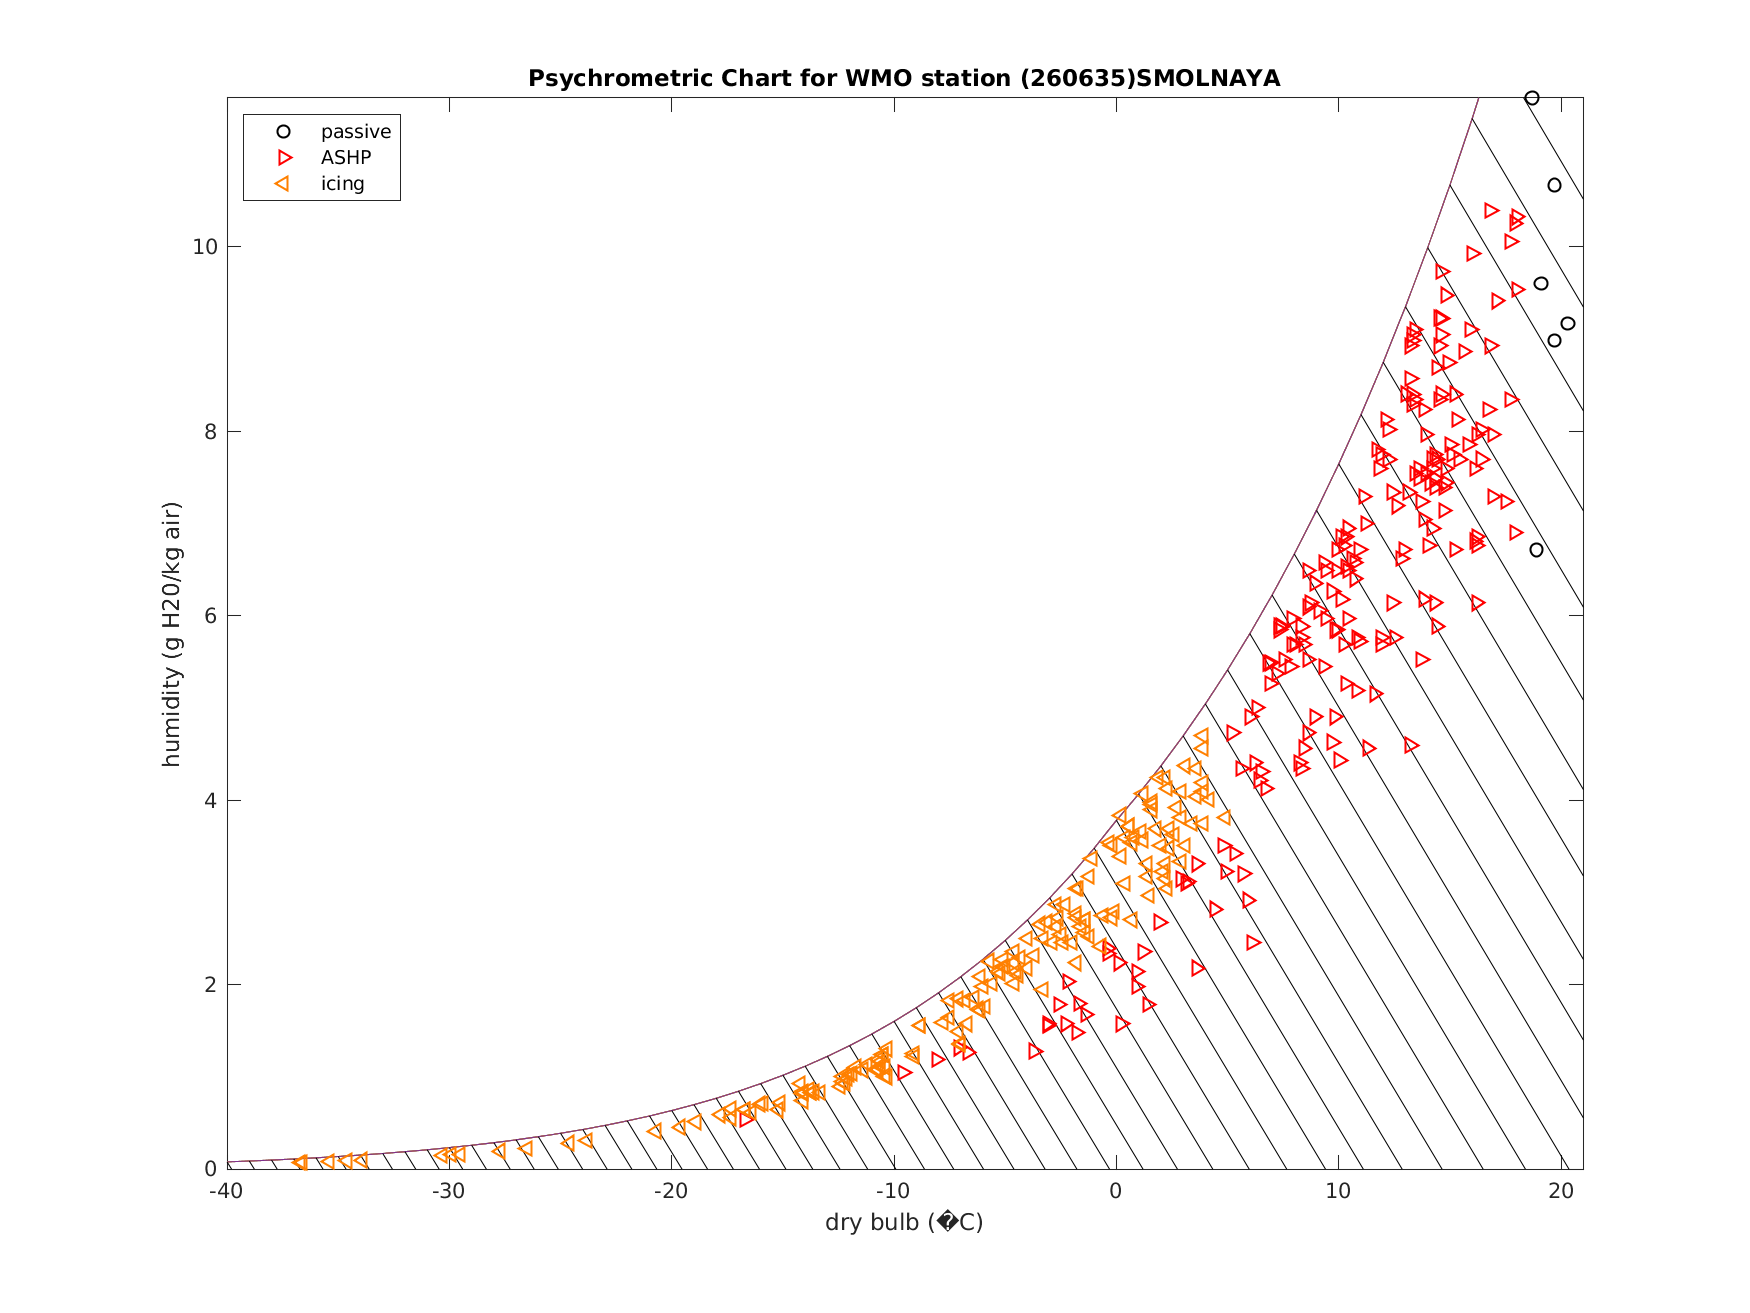 Psychrometric Chart for WMO station (260635)SMOLNAYA
passive
ASHP
icing
10
8
6
4
2
0
humidity (g H20/kg air)
-40 -30 -20 -10 0 10 20
dry bulb (�C)